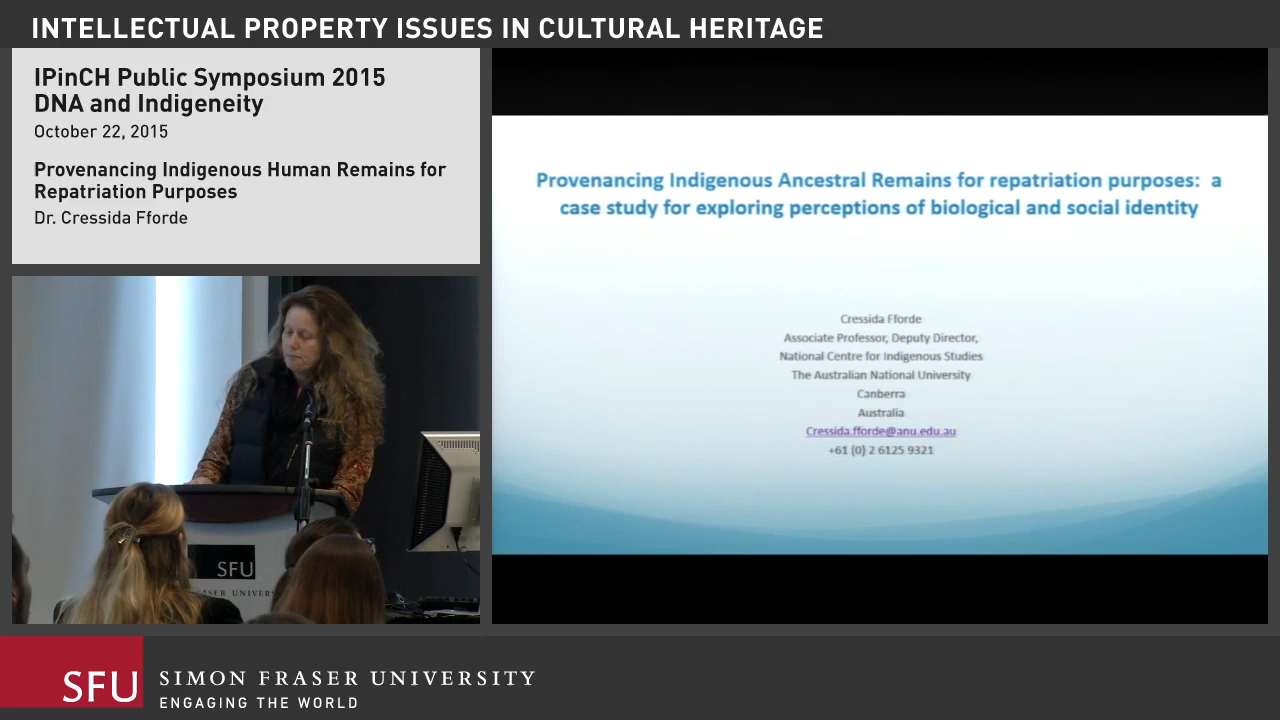 INTELLECTUAL PROPERTY ISSUES IN CULTURAL HERITAGE
IPinCH Public Symposium 2015
DNA and Indigeneity
October 22, 2015
Provenancing Indigenous Human Remains for
Repatriation Purposes
Dr. Cressida Fforde
Provenancing Indigenous Ancestral Remains for repatriation purposes: a
case study for exploring perceptions of biological and social identity
Cressida Fforde
Associate Professor, Deputy Director,
National Centre for Indigenous Studies
The Australian National University
Canberra
Australia
Cressida.fforde@anu.edu.au
+61 (0) 2 6125 9321
SFU
SFU SIMON FRASER UNIVERSITY
ENGAGING THE WORLD